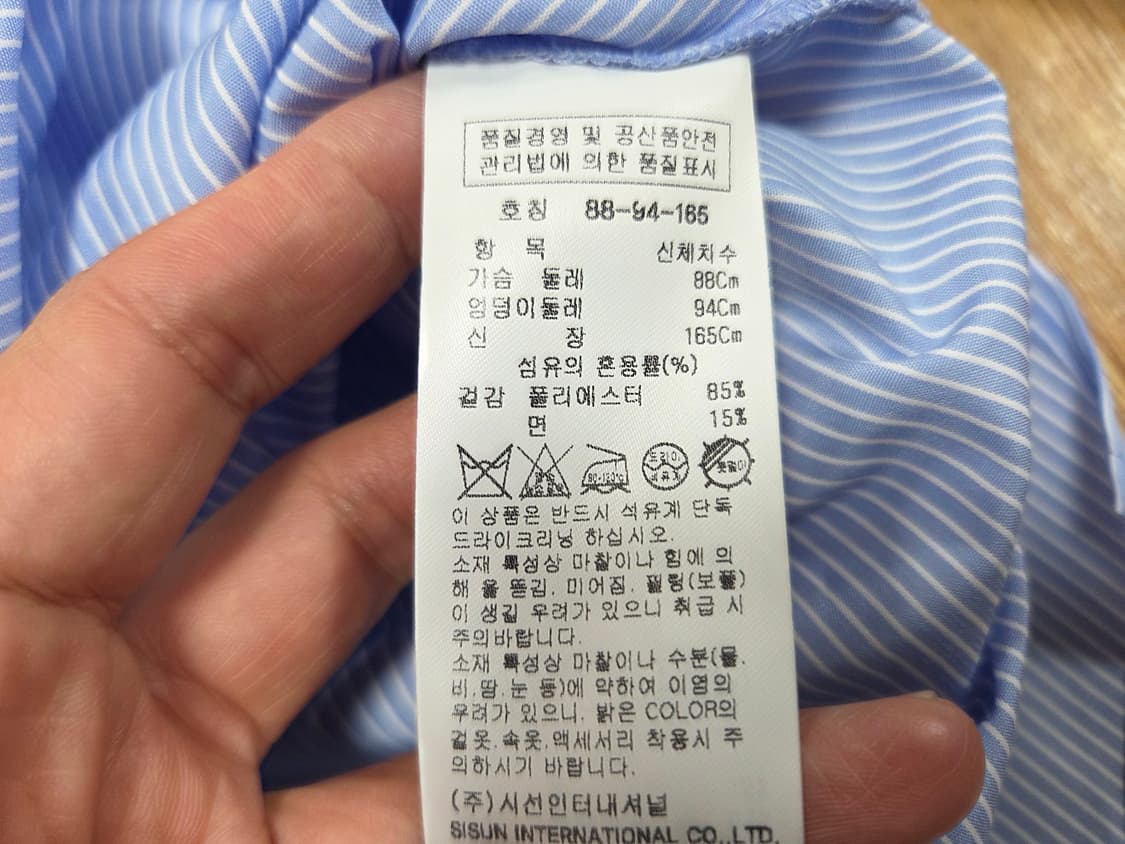 품질경영 및 공산품안전
관리법에 의한 품질표시
호칭 88-94-165
항 목 신체치수
가슴 둘레 88Cm
엉덩이둘레 94Cm
신 장 165Cm
섬유의 혼용률(%)
겉감 폴리에스터 85%
면 15%
80-120℃ 드라이 석유계
이 상품은 반드시 석유계 단독
드라이크리닝 하십시오.
소재 특성상 마찰이나 힘에 의
해 올 뜯김, 미어짐, 필링(보풀)
이 생길 우려가 있으니 취급 시
주의바랍니다.
소재 특성상 마찰이나 수분(물,
비,땀,눈 등)에 약하여 이염의
우려가 있으니, 밝은 COLOR의
겉옷,속옷,액세서리 착용시 주
의하시기 바랍니다.
(주)시선인터내셔널
SISUN INTERNATIONAL CO.,LTD.